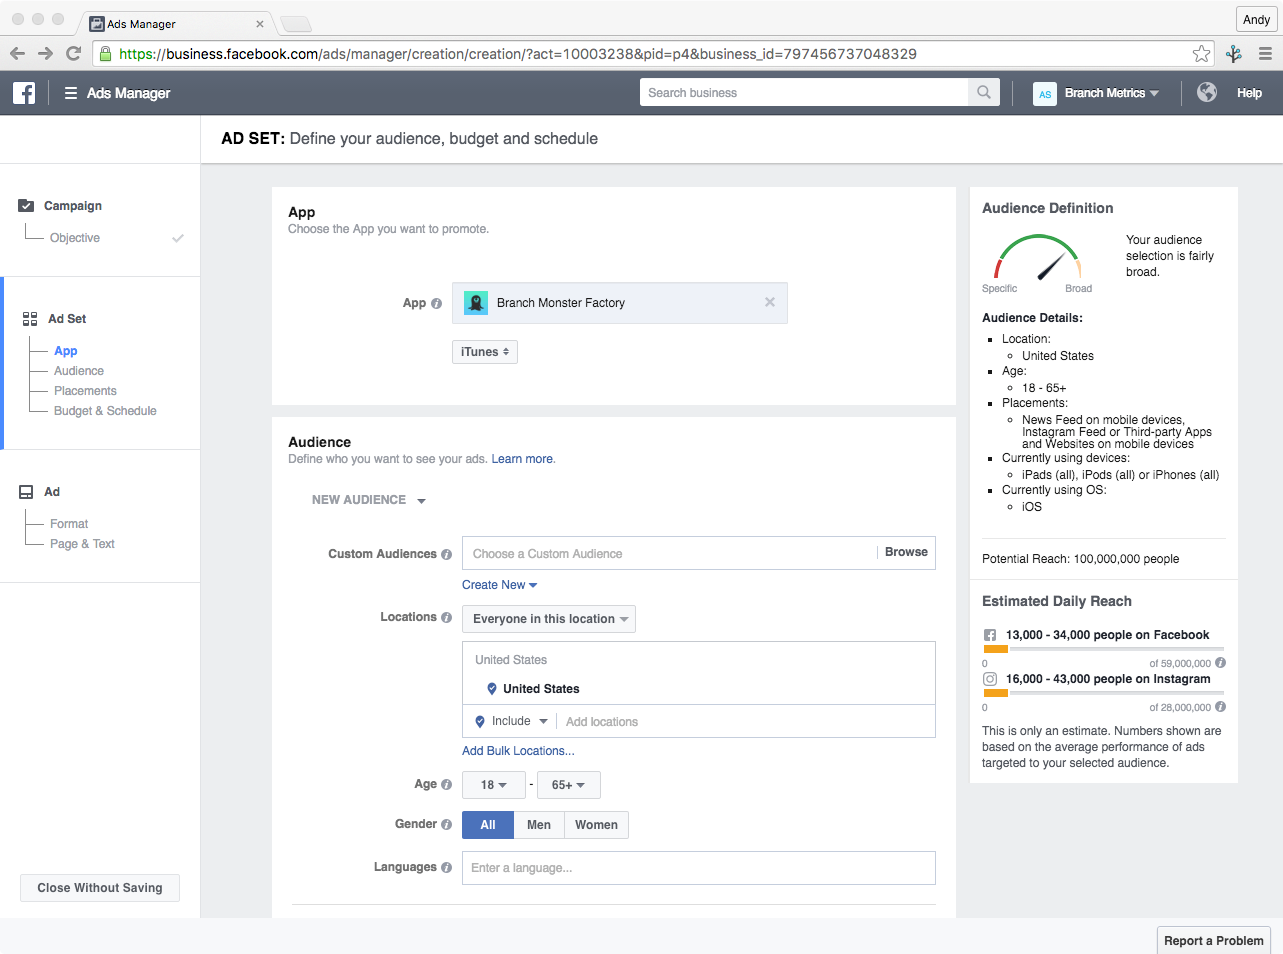 Ads Manager
Andy
https://business.facebook.com/ads/manager/creation/creation/?act=10003238&pid=p4&business_id=797456737048329
Ads Manager
Search business
AS
Branch Metrics
Help
AD SET: Define your audience, budget and schedule
Campaign
Objective
Ad Set
App
Audience
Placements
Budget & Schedule
Ad
Format
Page & Text
Close Without Saving
App
Choose the App you want to promote.
App
Branch Monster Factory
iTunes
Audience
Define who you want to see your ads. Learn more.
NEW AUDIENCE
Custom Audiences
Choose a Custom Audience
Browse
Create New
Locations
Everyone in this location
United States
United States
Include
Add locations
Add Bulk Locations...
Age
18 - 65+
Gender
All Men Women
Languages
Enter a language...
Audience Definition
Your audience
selection is fairly
broad.
Specific
Broad
Audience Details:
Location:
United States
Age:
18 - 65+
Placements:
News Feed on mobile devices,
Instagram Feed or Third-party Apps
and Websites on mobile devices
Currently using devices:
iPads (all), iPods (all) or iPhones (all)
Currently using OS:
iOS
Potential Reach: 100,000,000 people
Estimated Daily Reach
13,000 - 34,000 people on Facebook
0 of 59,000,000
16,000 - 43,000 people on Instagram
0 of 28,000,000
This is only an estimate. Numbers shown are
based on the average performance of ads
targeted to your selected audience.
Report a Problem